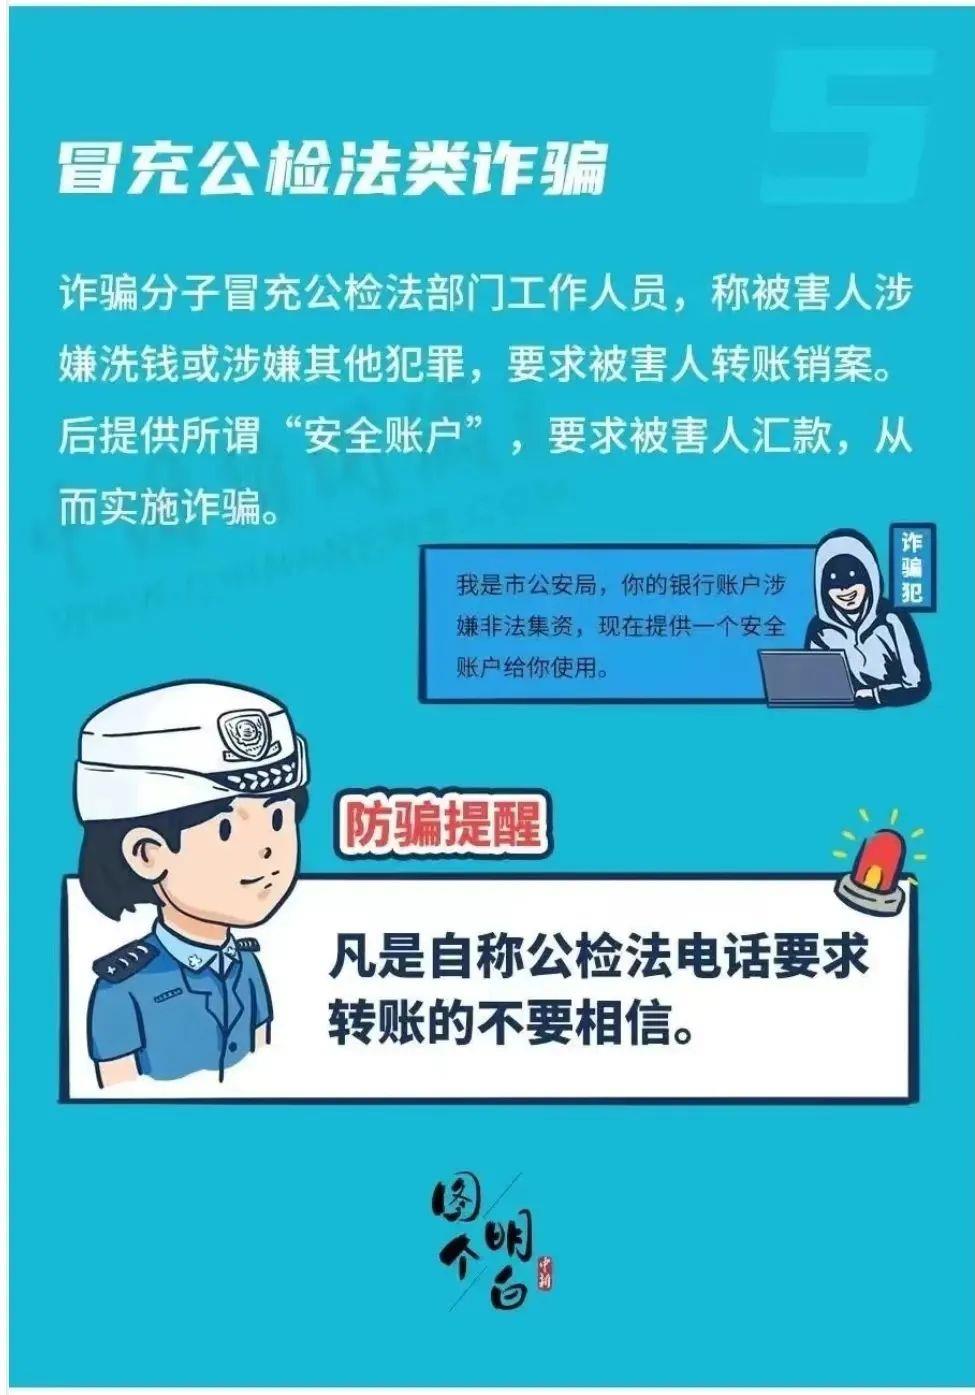 5
冒充公检法类诈骗
诈骗分子冒充公检法部门工作人员，称被害人涉
嫌洗钱或涉嫌其他犯罪，要求被害人转账销案。
后提供所谓“安全账户”，要求被害人汇款，从
而实施诈骗。
诈骗犯
我是市公安局，你的银行账户涉
嫌非法集资，现在提供一个安全
账户给你使用。
防骗提醒
凡是自称公检法电话要求
转账的不要相信。
图个
明白
中新